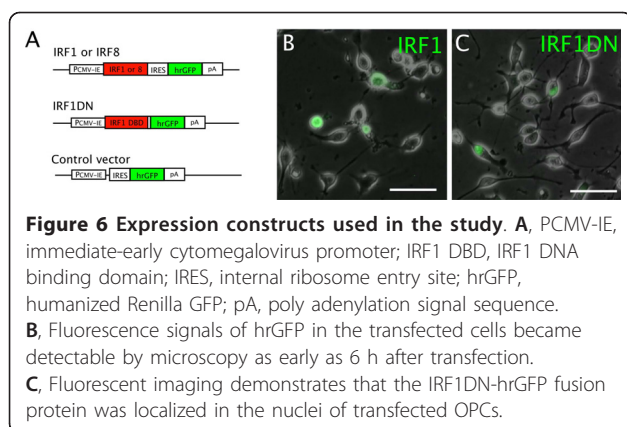 A
IRF1 or IRF8
PCMV-IE IRF1 or 8 IRES hrGFP pA
IRF1DN
PCMV-IE IRF1 DBD hrGFP pA
Control vector
PCMV-IE IRES hrGFP pA
B IRF1
C IRF1DN
Figure 6 Expression constructs used in the study. A, PCMV-IE,
immediate-early cytomegalovirus promoter; IRF1 DBD, IRF1 DNA
binding domain; IRES, internal ribosome entry site; hrGFP,
humanized Renilla GFP; pA, poly adenylation signal sequence.
B, Fluorescence signals of hrGFP in the transfected cells became
detectable by microscopy as early as 6 h after transfection.
C, Fluorescent imaging demonstrates that the IRF1DN-hrGFP fusion
protein was localized in the nuclei of transfected OPCs.